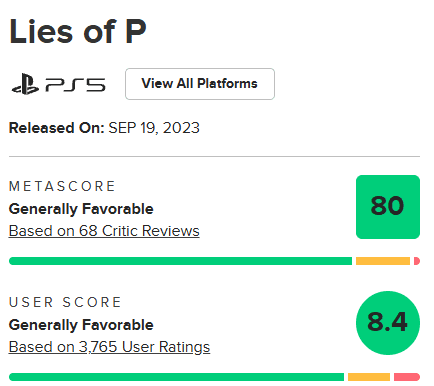 Lies of P
PS5 View All Platforms
Released On: SEP 19, 2023
METASCORE
Generally Favorable
80
Based on 68 Critic Reviews
USER SCORE
Generally Favorable
8.4
Based on 3,765 User Ratings